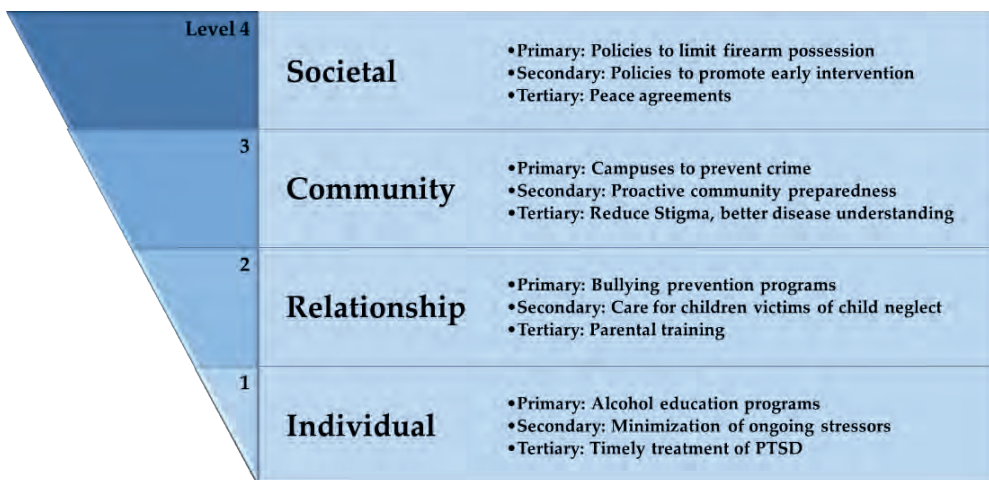 Level 4
Societal
•Primary: Policies to limit firearm possession
•Secondary: Policies to promote early intervention
•Tertiary: Peace agreements
3
Community
•Primary: Campuses to prevent crime
•Secondary: Proactive community preparedness
•Tertiary: Reduce Stigma, better disease understanding
2
Relationship
•Primary: Bullying prevention programs
•Secondary: Care for children victims of child neglect
•Tertiary: Parental training
1
Individual
•Primary: Alcohol education programs
•Secondary: Minimization of ongoing stressors
•Tertiary: Timely treatment of PTSD